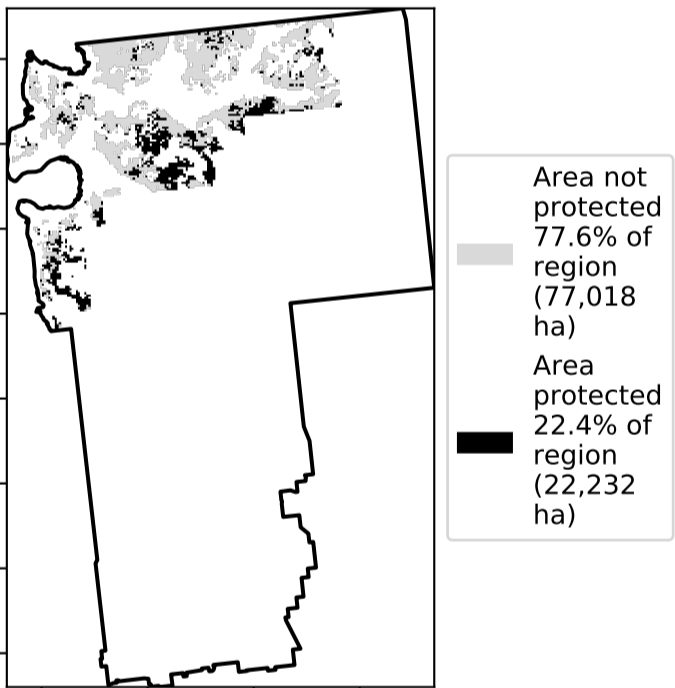 Area not
protected
77.6% of
region
(77,018
ha)
Area
protected
22.4% of
region
(22,232
ha)